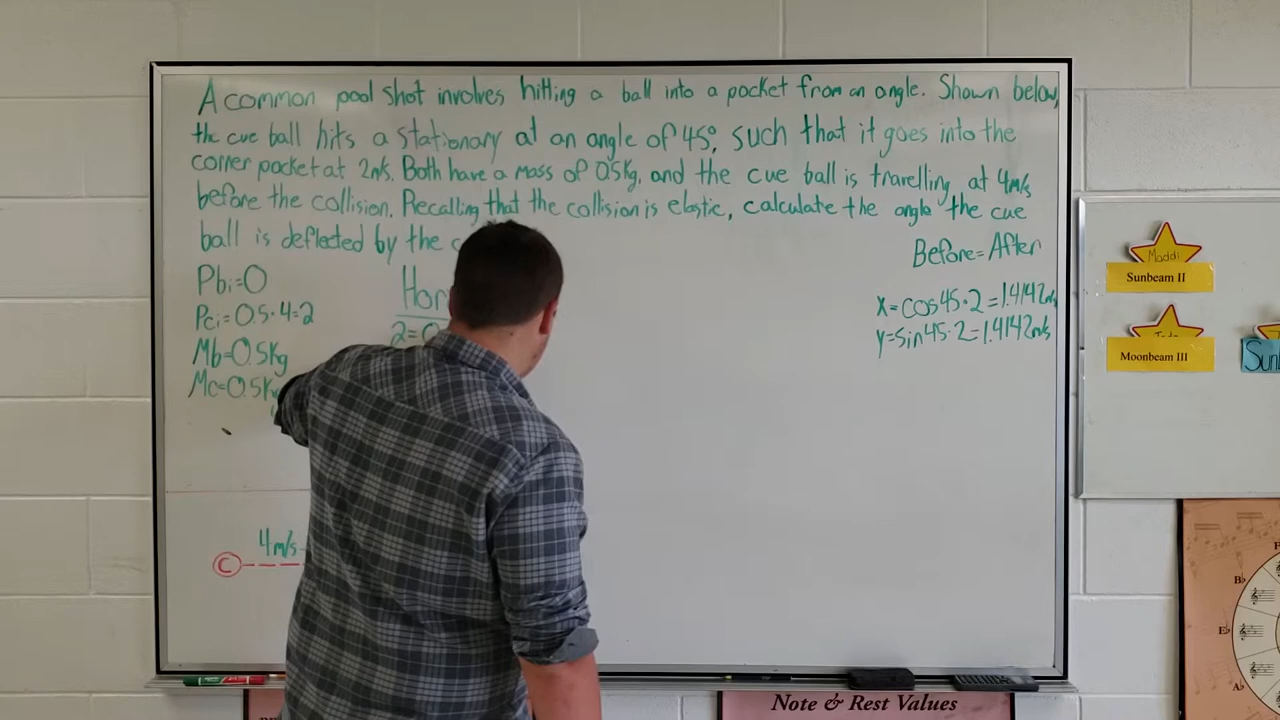 A common pool shot involves hitting a ball into a pocket from an angle. Shown below,
the cue ball hits a stationary at an angle of 45°, such that it goes into the
corner pocket at 2m/s. Both have a mass of 0.5Kg, and the cue ball is travelling at 4m/s
before the collision. Recalling that the collision is elastic, calculate the angle the cue
ball is deflected by the c
Before = After
Pbi=0
Pci=0.5·4=2
Mb=0.5Kg
Mc=0.5K
Hor
2=0
x=cos45·2=1.4142m/s
y=sin45·2=1.4142m/s
4m/s
C
Maddi
Sunbeam II
Moonbeam III
Sun
Note & Rest Values
B♭
E♭
A♭
F